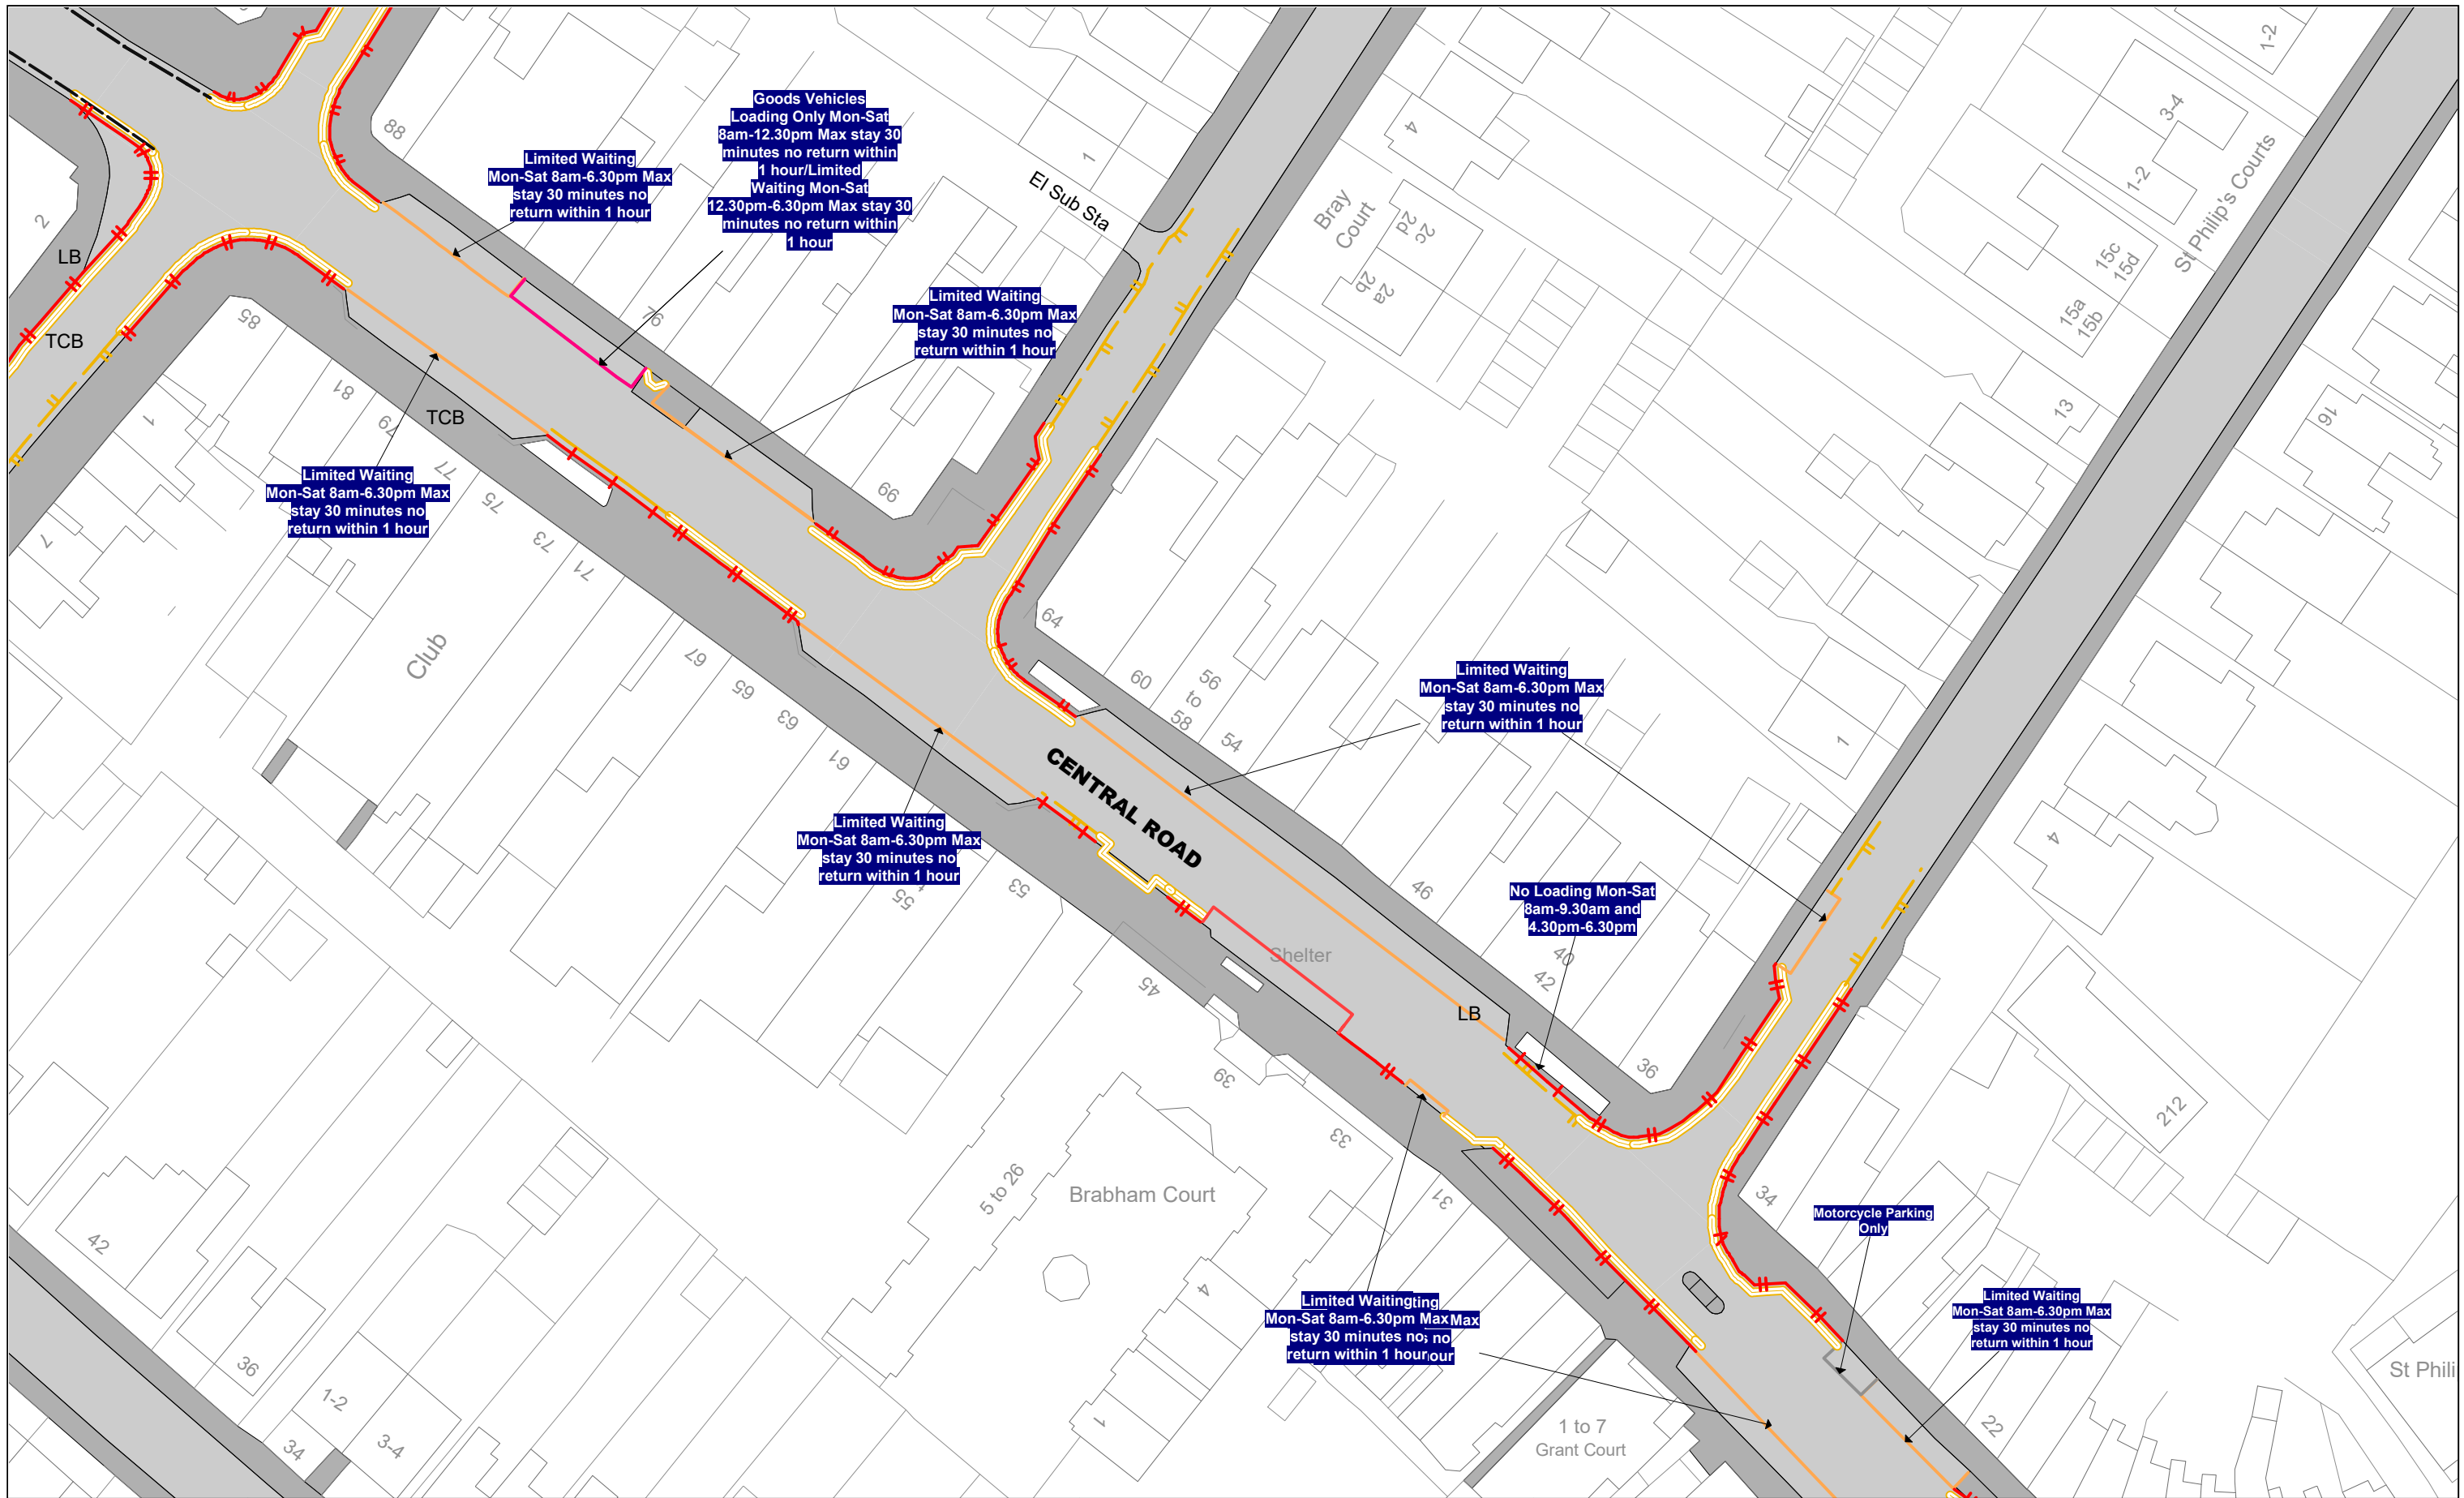 Goods Vehicles
Loading Only Mon-Sat
8am-12.30pm Max stay 30
minutes no return within
1 hour/Limited
Waiting Mon-Sat
12.30pm-6.30pm Max stay 30
minutes no return within
1 hour
Limited Waiting
Mon-Sat 8am-6.30pm Max
stay 30 minutes no
return within 1 hour
Limited Waiting
Mon-Sat 8am-6.30pm Max
stay 30 minutes no
return within 1 hour
Limited Waiting
Mon-Sat 8am-6.30pm Max
stay 30 minutes no
return within 1 hour
Limited Waiting
Mon-Sat 8am-6.30pm Max
stay 30 minutes no
return within 1 hour
Limited Waiting
Mon-Sat 8am-6.30pm Max
stay 30 minutes no
return within 1 hour
No Loading Mon-Sat
8am-9.30am and
4.30pm-6.30pm
Motorcycle Parking
Only
Limited Waiting
Mon-Sat 8am-6.30pm Max
stay 30 minutes no
return within 1 hour
Limited Waiting
Mon-Sat 8am-6.30pm Max
stay 30 minutes no
return within 1 hour
CENTRAL ROAD
El Sub Sta
Bray
Court
St Philip's Courts
LB
TCB
TCB
LB
Club
Shelter
Brabham Court
5 to 26
1 to 7
Grant Court
St Phili
88
76
66
64
60
56
to
58
54
46
40
42
36
34
22
212
2
85
81
79
77
75
73
71
67
65
63
61
55
53
45
39
33
31
1
7
1
4
2d
2c
2b
2a
1-2
3-4
1-2
15c
15d
15a
15b
13
16
1
4
4
1
42
36
1-2
3-4
34